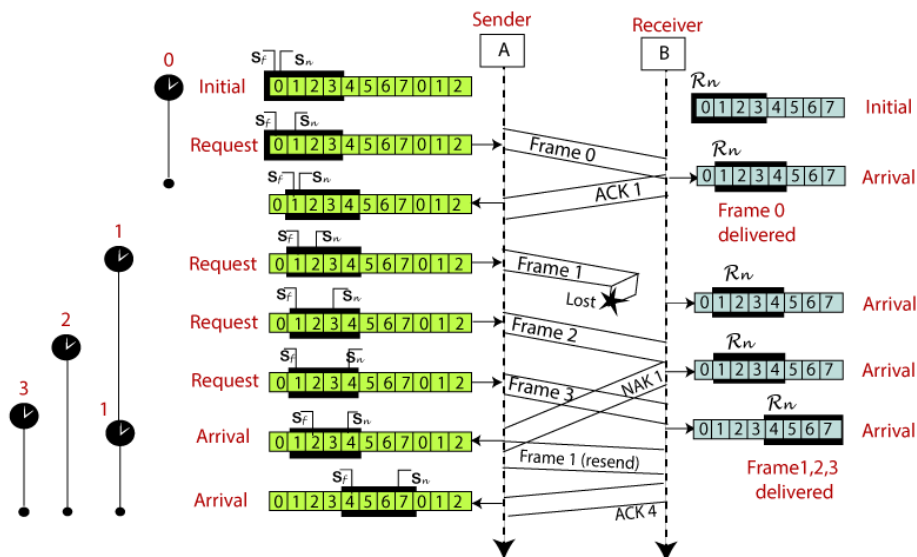 Sender
Receiver
A
B
0
Sf Sn
Initial
0 1 2 3 4 5 6 7 0 1 2
Rn
0 1 2 3 4 5 6 7
Initial
Sf Sn
Request
0 1 2 3 4 5 6 7 0 1 2
Frame 0
Rn
0 1 2 3 4 5 6 7
Arrival
Sf Sn
0 1 2 3 4 5 6 7 0 1 2
ACK 1
Frame 0
delivered
1
Sf Sn
Request
0 1 2 3 4 5 6 7 0 1 2
Frame 1
Lost
Rn
0 1 2 3 4 5 6 7
Arrival
2
Sf Sn
Request
0 1 2 3 4 5 6 7 0 1 2
Frame 2
Rn
0 1 2 3 4 5 6 7
Arrival
3
Sf Sn
Request
0 1 2 3 4 5 6 7 0 1 2
Frame 3
NAK 1
Rn
0 1 2 3 4 5 6 7
Arrival
1
Sf Sn
Arrival
0 1 2 3 4 5 6 7 0 1 2
Frame 1 (resend)
Frame1,2,3
delivered
Sf Sn
Arrival
0 1 2 3 4 5 6 7 0 1 2
ACK 4